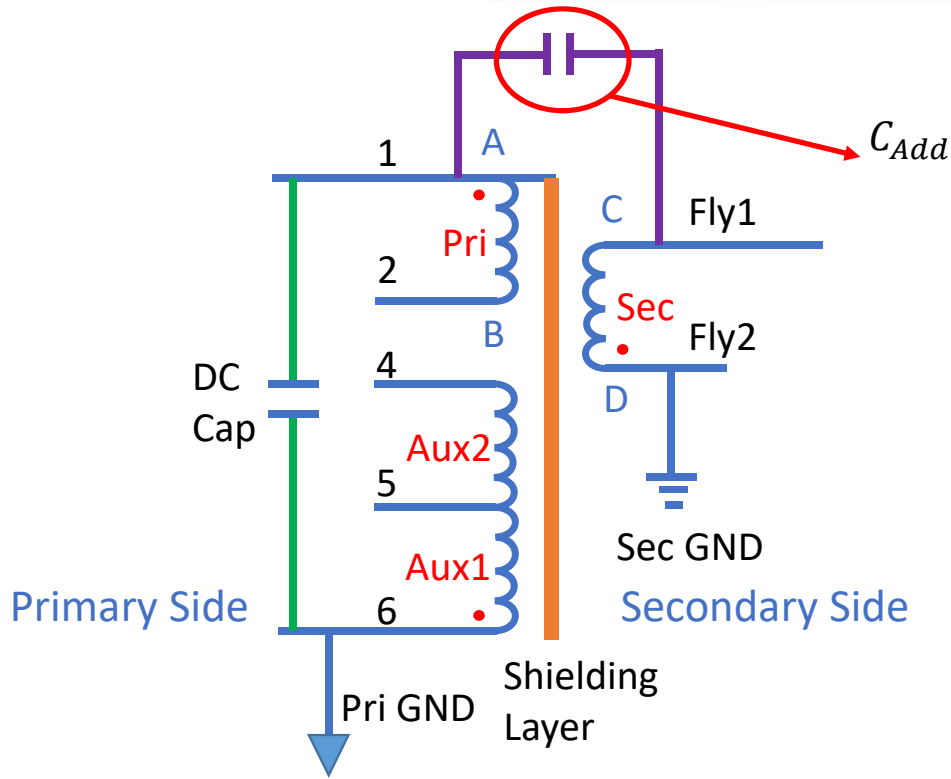 C_Add
1
A
C
Fly1
Pri
2
Sec
B
Fly2
4
DC
Cap
D
Aux2
5
Sec GND
Aux1
Primary Side
6
Secondary Side
Shielding
Layer
Pri GND